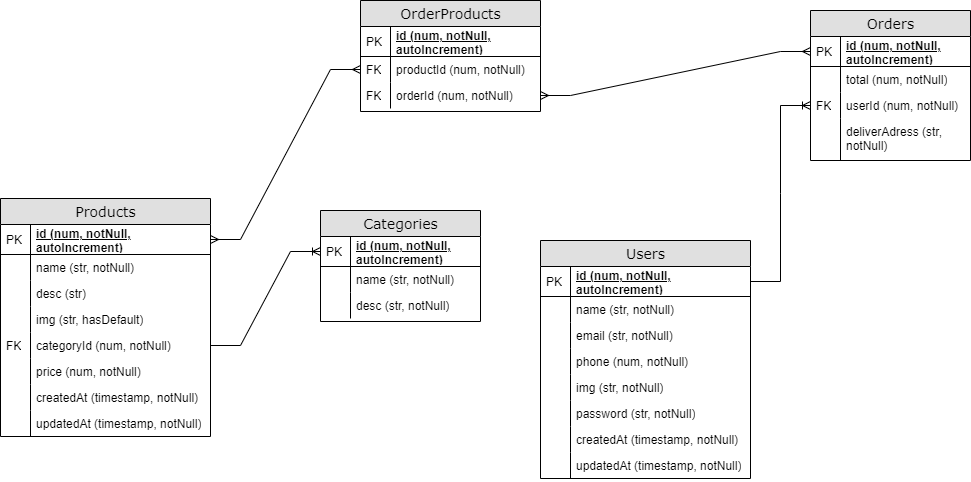 OrderProducts
PK
id (num, notNull,
autoIncrement)
FK
productId (num, notNull)
FK
orderId (num, notNull)
Orders
PK
id (num, notNull,
autoIncrement)
total (num, notNull)
FK
userId (num, notNull)
deliverAdress (str,
notNull)
Products
PK
id (num, notNull,
autoIncrement)
name (str, notNull)
desc (str)
img (str, hasDefault)
FK
categoryId (num, notNull)
price (num, notNull)
createdAt (timestamp, notNull)
updatedAt (timestamp, notNull)
Categories
PK
id (num, notNull,
autoIncrement)
name (str, notNull)
desc (str, notNull)
Users
PK
id (num, notNull,
autoIncrement)
name (str, notNull)
email (str, notNull)
phone (num, notNull)
img (str, notNull)
password (str, notNull)
createdAt (timestamp, notNull)
updatedAt (timestamp, notNull)